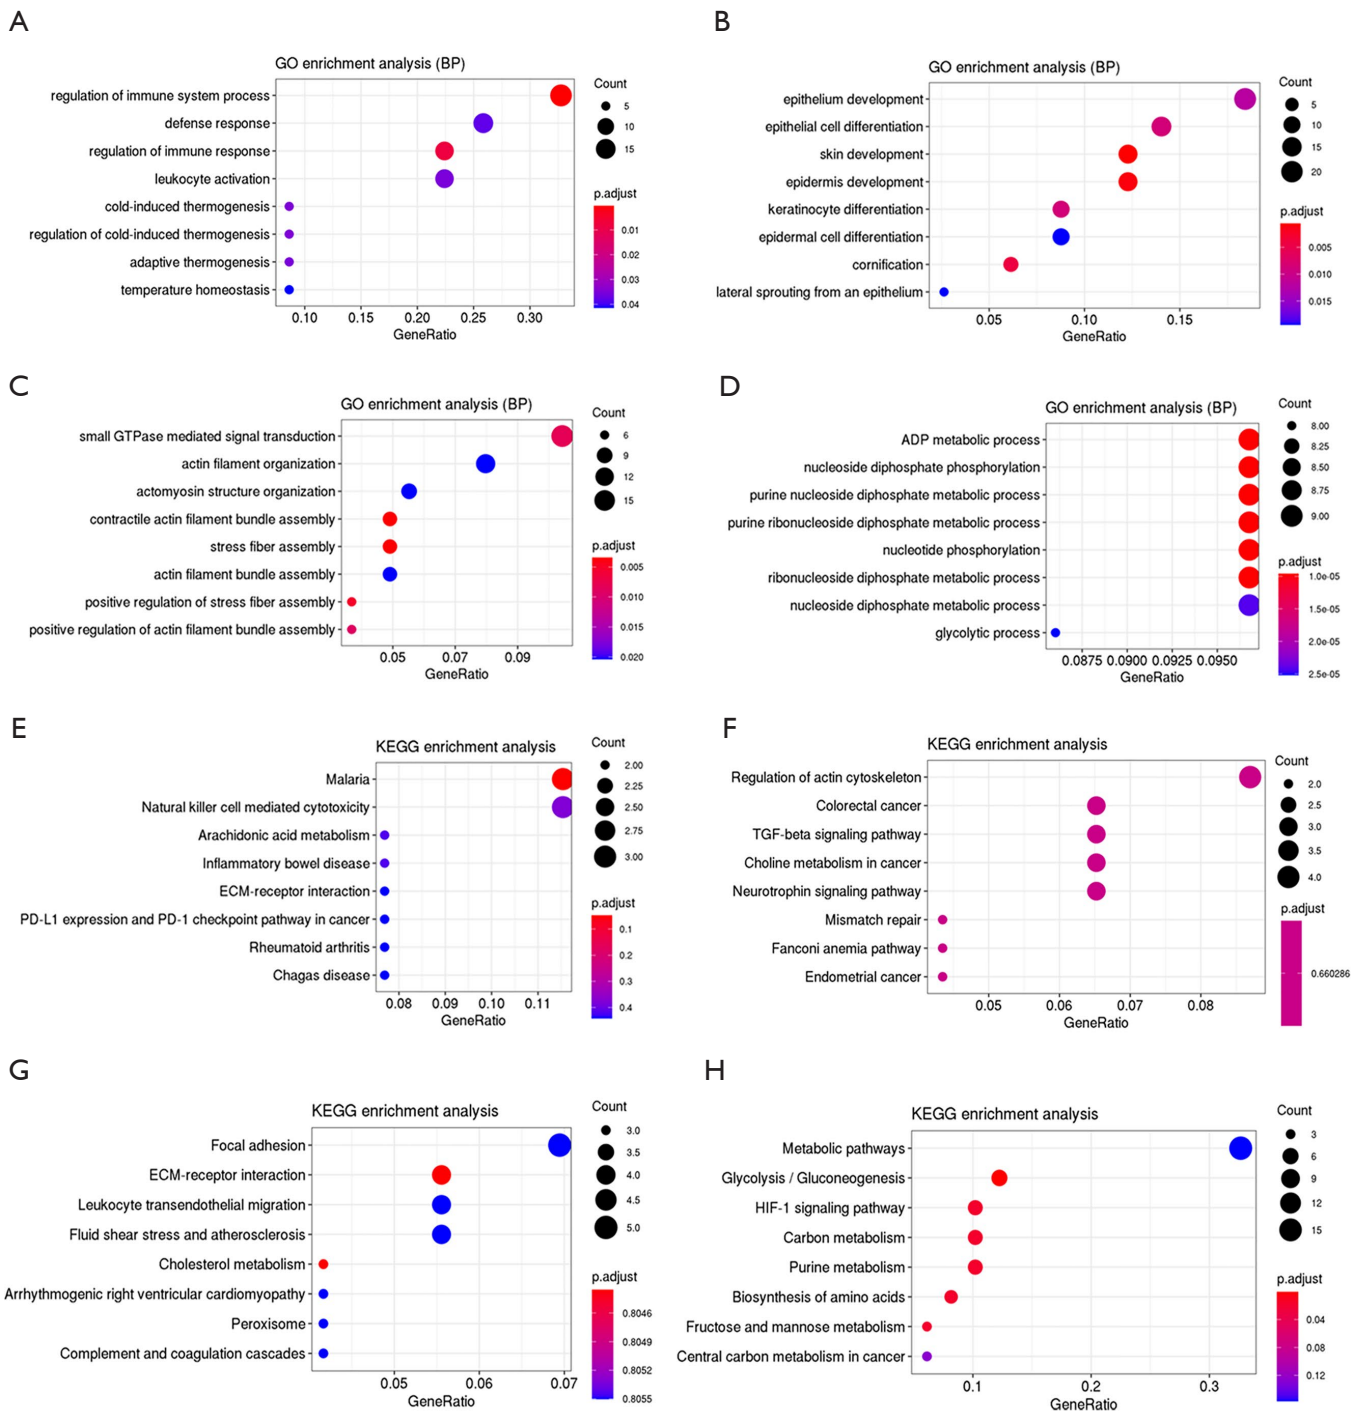 A
GO enrichment analysis (BP)
regulation of immune system process
defense response
regulation of immune response
leukocyte activation
cold-induced thermogenesis
regulation of cold-induced thermogenesis
adaptive thermogenesis
temperature homeostasis
0.10 0.15 0.20 0.25 0.30
GeneRatio
Count
5
10
15
p.adjust
0.01
0.02
0.03
0.04
B
GO enrichment analysis (BP)
epithelium development
epithelial cell differentiation
skin development
epidermis development
keratinocyte differentiation
epidermal cell differentiation
cornification
lateral sprouting from an epithelium
0.05 0.10 0.15
GeneRatio
Count
5
10
15
20
p.adjust
0.005
0.010
0.015
C
GO enrichment analysis (BP)
small GTPase mediated signal transduction
actin filament organization
actomyosin structure organization
contractile actin filament bundle assembly
stress fiber assembly
actin filament bundle assembly
positive regulation of stress fiber assembly
positive regulation of actin filament bundle assembly
0.05 0.07 0.09
GeneRatio
Count
6
9
12
15
p.adjust
0.005
0.010
0.015
0.020
D
GO enrichment analysis (BP)
ADP metabolic process
nucleoside diphosphate phosphorylation
purine nucleoside diphosphate metabolic process
purine ribonucleoside diphosphate metabolic process
nucleotide phosphorylation
ribonucleoside diphosphate metabolic process
nucleoside diphosphate metabolic process
glycolytic process
0.0875 0.0900 0.0925 0.0950
GeneRatio
Count
8.00
8.25
8.50
8.75
9.00
p.adjust
1.0e-05
1.5e-05
2.0e-05
2.5e-05
E
KEGG enrichment analysis
Malaria
Natural killer cell mediated cytotoxicity
Arachidonic acid metabolism
Inflammatory bowel disease
ECM-receptor interaction
PD-L1 expression and PD-1 checkpoint pathway in cancer
Rheumatoid arthritis
Chagas disease
0.08 0.09 0.10 0.11
GeneRatio
Count
2.00
2.25
2.50
2.75
3.00
p.adjust
0.1
0.2
0.3
0.4
F
KEGG enrichment analysis
Regulation of actin cytoskeleton
Colorectal cancer
TGF-beta signaling pathway
Choline metabolism in cancer
Neurotrophin signaling pathway
Mismatch repair
Fanconi anemia pathway
Endometrial cancer
0.05 0.06 0.07 0.08
GeneRatio
Count
2.0
2.5
3.0
3.5
4.0
p.adjust
0.660286
G
KEGG enrichment analysis
Focal adhesion
ECM-receptor interaction
Leukocyte transendothelial migration
Fluid shear stress and atherosclerosis
Cholesterol metabolism
Arrhythmogenic right ventricular cardiomyopathy
Peroxisome
Complement and coagulation cascades
0.05 0.06 0.07
GeneRatio
Count
3.0
3.5
4.0
4.5
5.0
p.adjust
0.8046
0.8049
0.8052
0.8055
H
KEGG enrichment analysis
Metabolic pathways
Glycolysis / Gluconeogenesis
HIF-1 signaling pathway
Carbon metabolism
Purine metabolism
Biosynthesis of amino acids
Fructose and mannose metabolism
Central carbon metabolism in cancer
0.1 0.2 0.3
GeneRatio
Count
3
6
9
12
15
p.adjust
0.04
0.08
0.12